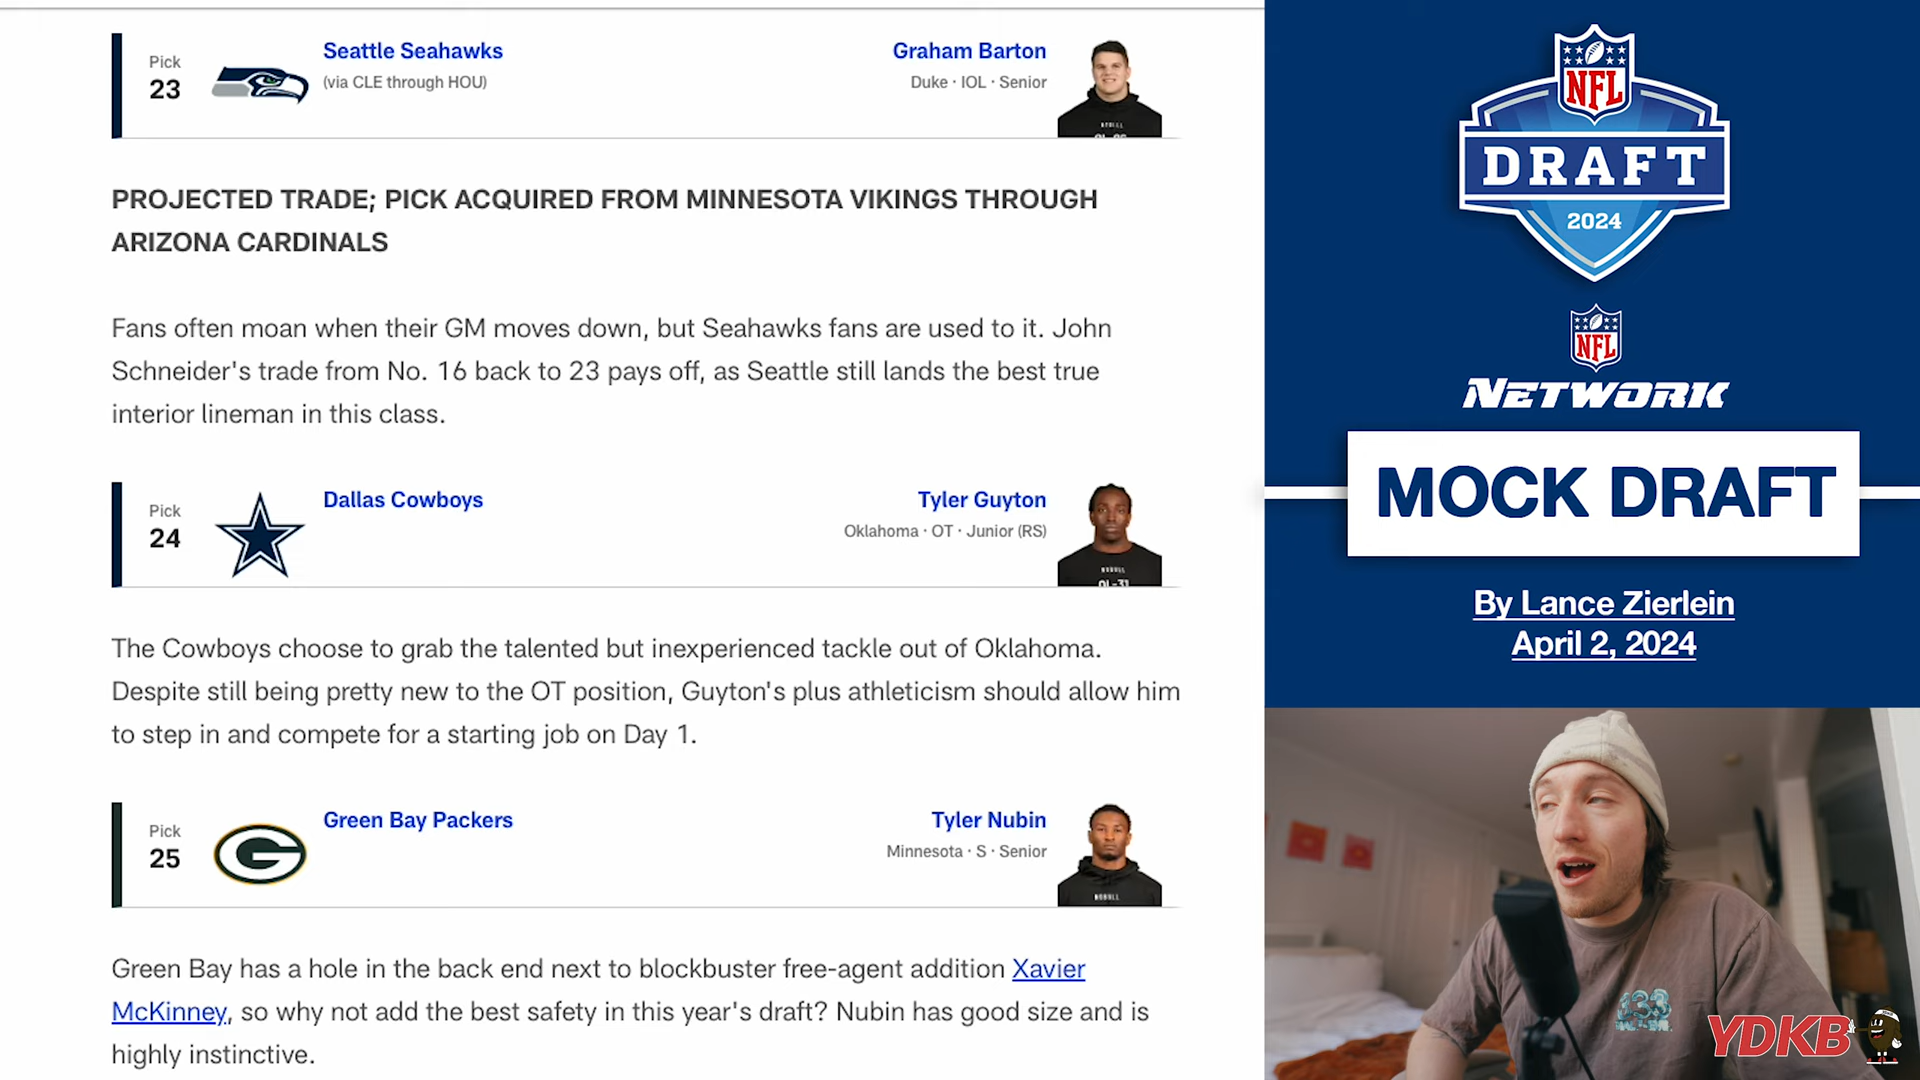 Pick
23
Seattle Seahawks
(via CLE through HOU)
Graham Barton
Duke · IOL · Senior
PROJECTED TRADE; PICK ACQUIRED FROM MINNESOTA VIKINGS THROUGH
ARIZONA CARDINALS
Fans often moan when their GM moves down, but Seahawks fans are used to it. John
Schneider's trade from No. 16 back to 23 pays off, as Seattle still lands the best true
interior lineman in this class.
Pick
24
Dallas Cowboys
Tyler Guyton
Oklahoma · OT · Junior (RS)
OL-31
The Cowboys choose to grab the talented but inexperienced tackle out of Oklahoma.
Despite still being pretty new to the OT position, Guyton's plus athleticism should allow him
to step in and compete for a starting job on Day 1.
Pick
25
G
Green Bay Packers
Tyler Nubin
Minnesota · S · Senior
Green Bay has a hole in the back end next to blockbuster free-agent addition Xavier
McKinney, so why not add the best safety in this year's draft? Nubin has good size and is
highly instinctive.
NFL
DRAFT
2024
NFL
NETWORK
MOCK DRAFT
By Lance Zierlein
April 2, 2024
YDKB